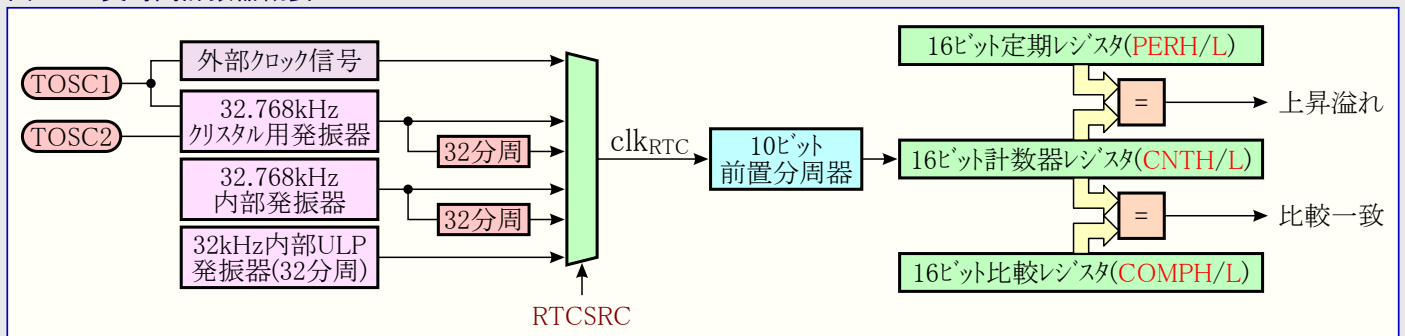 TOSC1
TOSC2
外部クロック信号
32.768kHz
クリスタル用発振器
32分周
32.768kHz
内部発振器
32分周
32kHz内部ULP
発振器(32分周)
RTCSRC
clkRTC
10ビット
前置分周器
16ビット定期レジスタ(PERH/L)
=
上昇溢れ
16ビット計数器レジスタ(CNTH/L)
=
比較一致
16ビット比較レジスタ(COMPH/L)